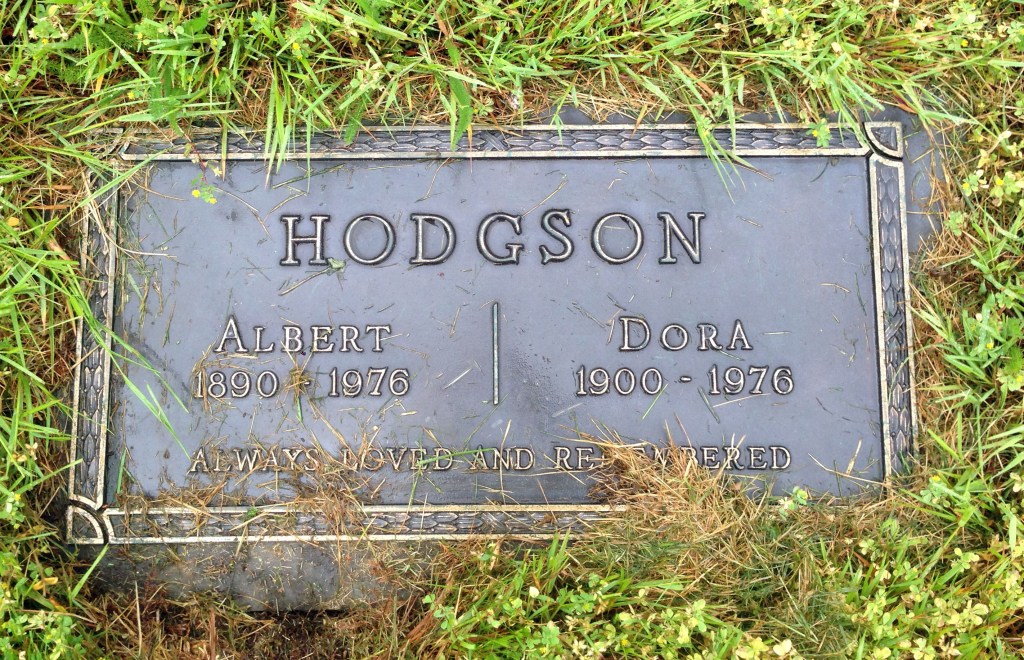 HODGSON
ALBERT DORA
1890 - 1976 1900 - 1976
ALWAYS LOVED AND REMEMBERED